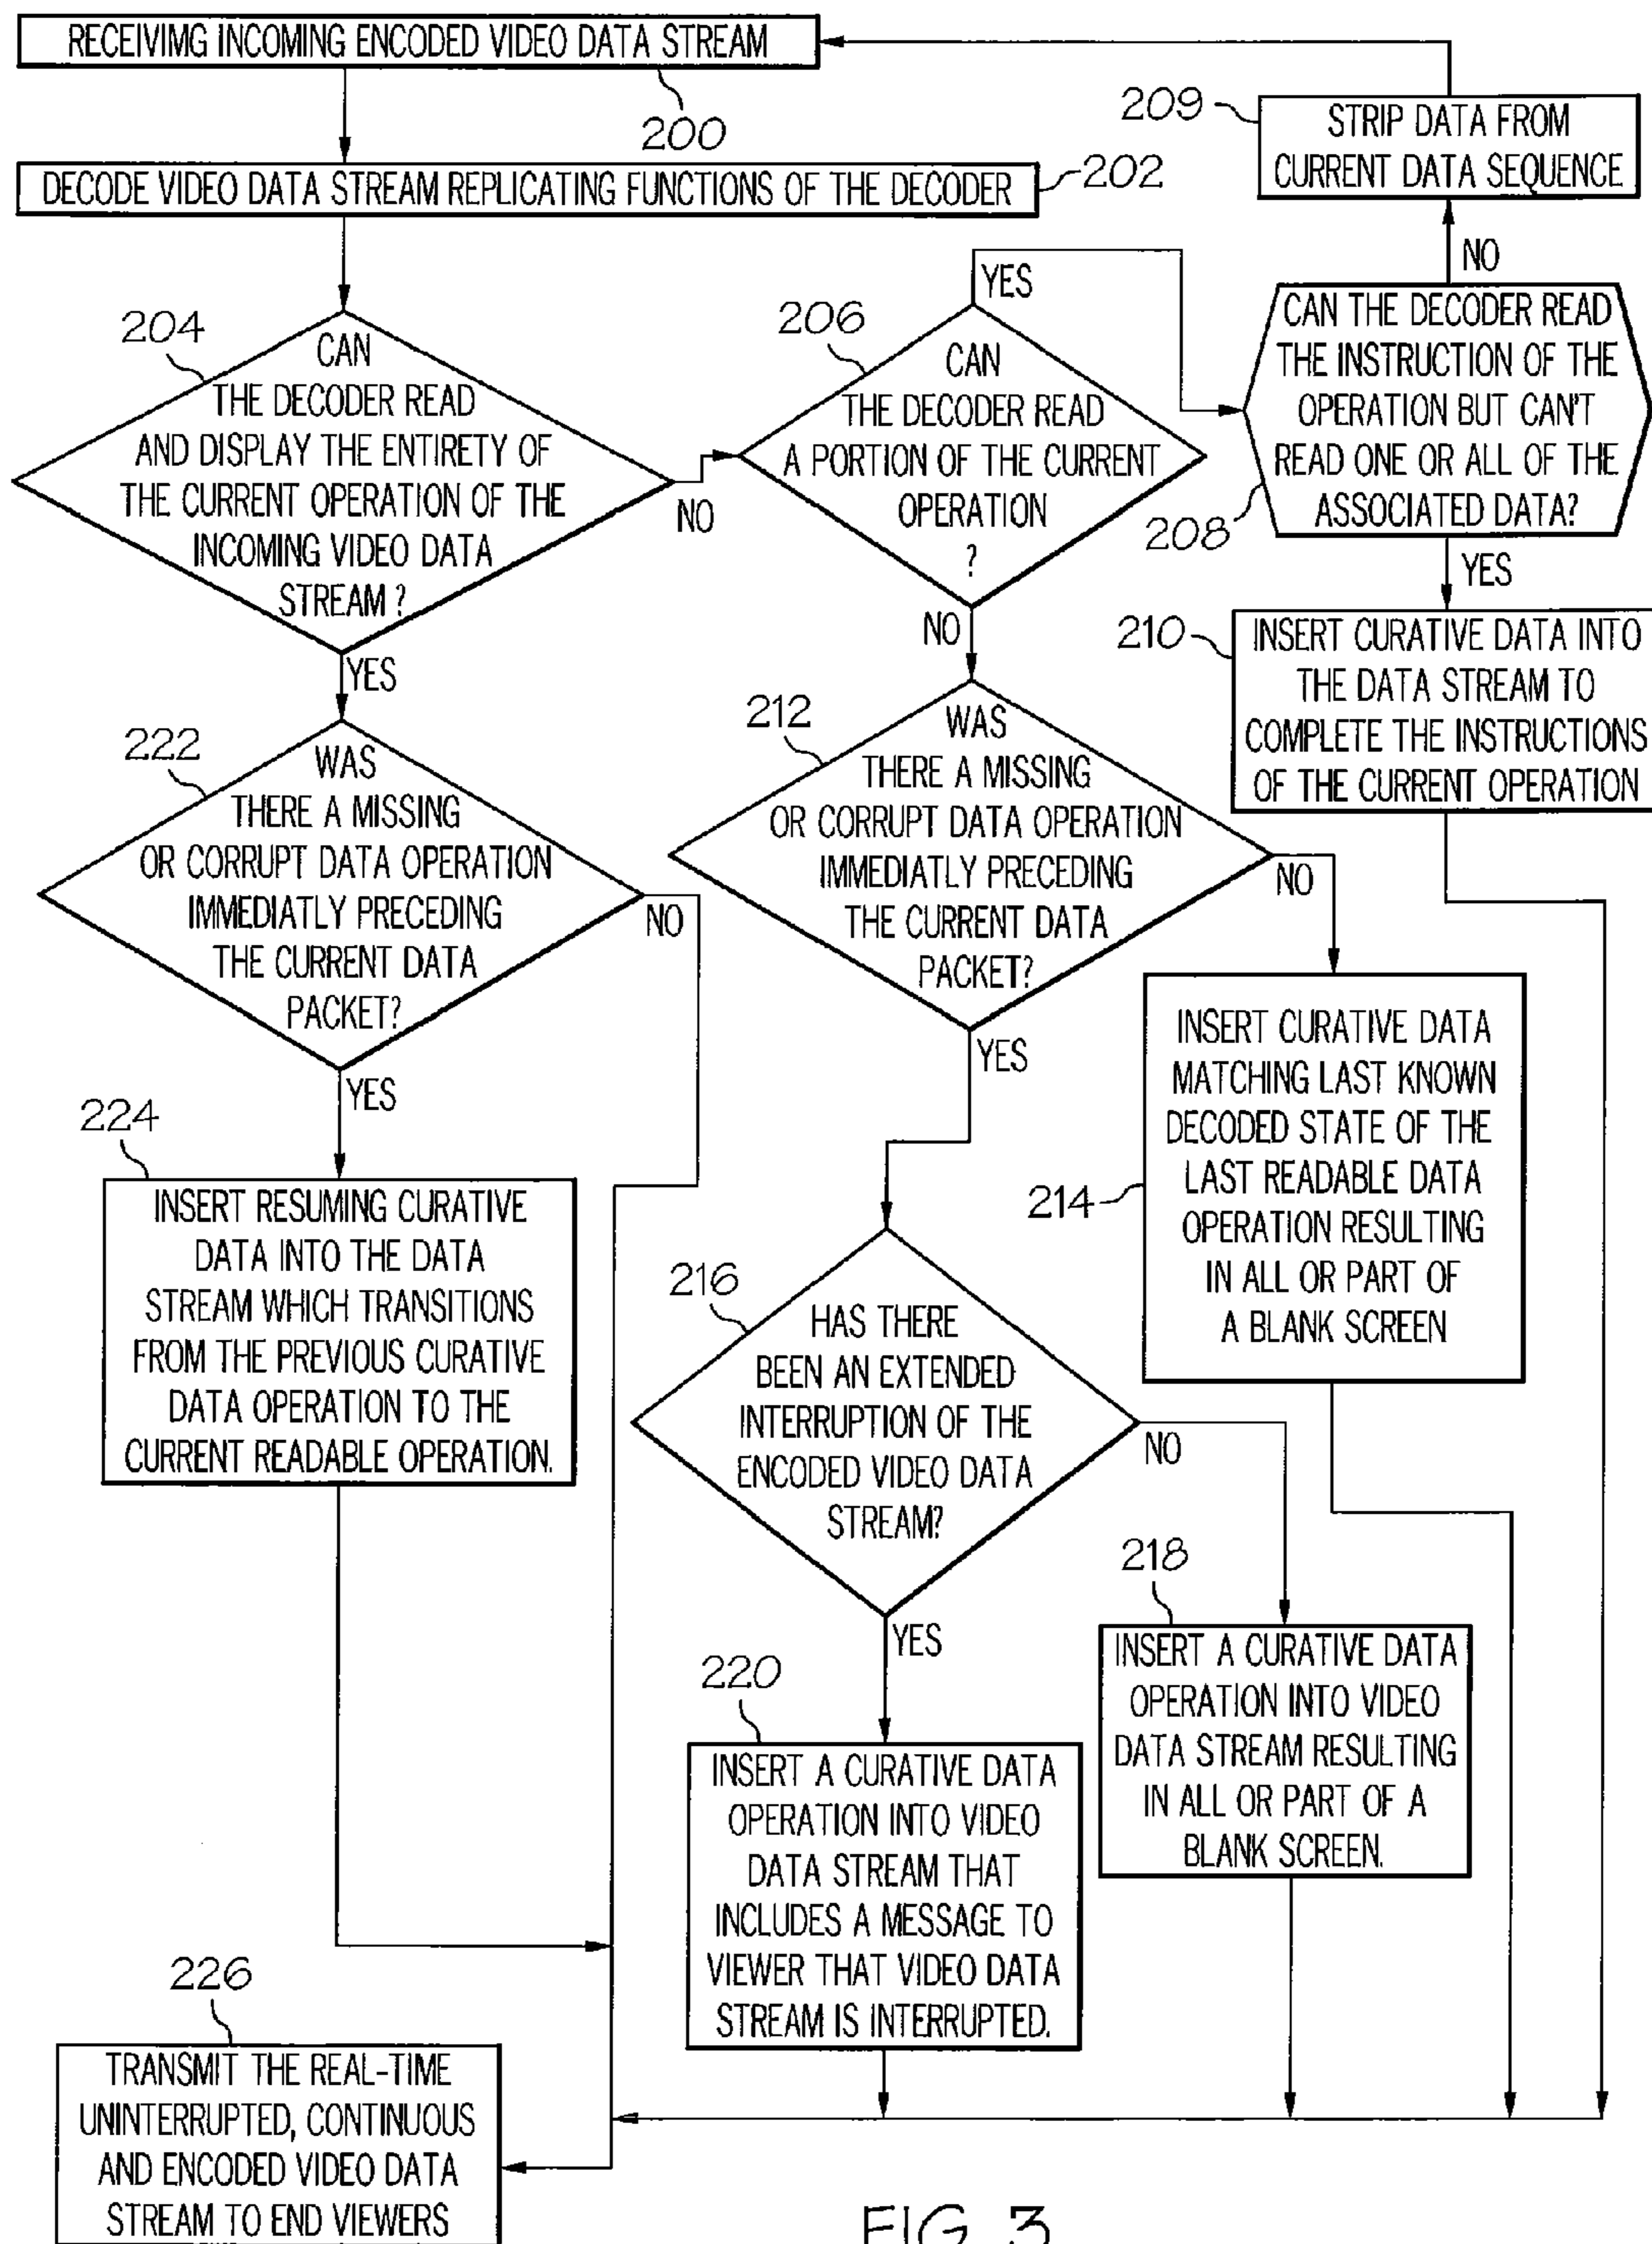 RECEIVIMG INCOMING ENCODED VIDEO DATA STREAM
200
DECODE VIDEO DATA STREAM REPLICATING FUNCTIONS OF THE DECODER
202
209
STRIP DATA FROM
CURRENT DATA SEQUENCE
NO
204
CAN
THE DECODER READ
AND DISPLAY THE ENTIRETY OF
THE CURRENT OPERATION OF THE
INCOMING VIDEO DATA
STREAM ?
NO
YES
206
YES
CAN
THE DECODER READ
A PORTION OF THE CURRENT
OPERATION
?
NO
CAN THE DECODER READ
THE INSTRUCTION OF THE
OPERATION BUT CAN'T
READ ONE OR ALL OF THE
ASSOCIATED DATA?
208
YES
210
INSERT CURATIVE DATA INTO
THE DATA STREAM TO
COMPLETE THE INSTRUCTIONS
OF THE CURRENT OPERATION
222
WAS
THERE A MISSING
OR CORRUPT DATA OPERATION
IMMEDIATLY PRECEDING
THE CURRENT DATA
PACKET?
NO
YES
212
WAS
THERE A MISSING
OR CORRUPT DATA OPERATION
IMMEDIATLY PRECEDING
THE CURRENT DATA
PACKET?
NO
YES
214
INSERT CURATIVE DATA
MATCHING LAST KNOWN
DECODED STATE OF THE
LAST READABLE DATA
OPERATION RESULTING
IN ALL OR PART OF
A BLANK SCREEN
224
INSERT RESUMING CURATIVE
DATA INTO THE DATA
STREAM WHICH TRANSITIONS
FROM THE PREVIOUS CURATIVE
DATA OPERATION TO THE
CURRENT READABLE OPERATION.
216
HAS THERE
BEEN AN EXTENDED
INTERRUPTION OF THE
ENCODED VIDEO DATA
STREAM?
NO
YES
218
INSERT A CURATIVE DATA
OPERATION INTO VIDEO
DATA STREAM RESULTING
IN ALL OR PART OF A
BLANK SCREEN.
220
INSERT A CURATIVE DATA
OPERATION INTO VIDEO
DATA STREAM THAT
INCLUDES A MESSAGE TO
VIEWER THAT VIDEO DATA
STREAM IS INTERRUPTED.
226
TRANSMIT THE REAL-TIME
UNINTERRUPTED, CONTINUOUS
AND ENCODED VIDEO DATA
STREAM TO END VIEWERS
FIG. 3